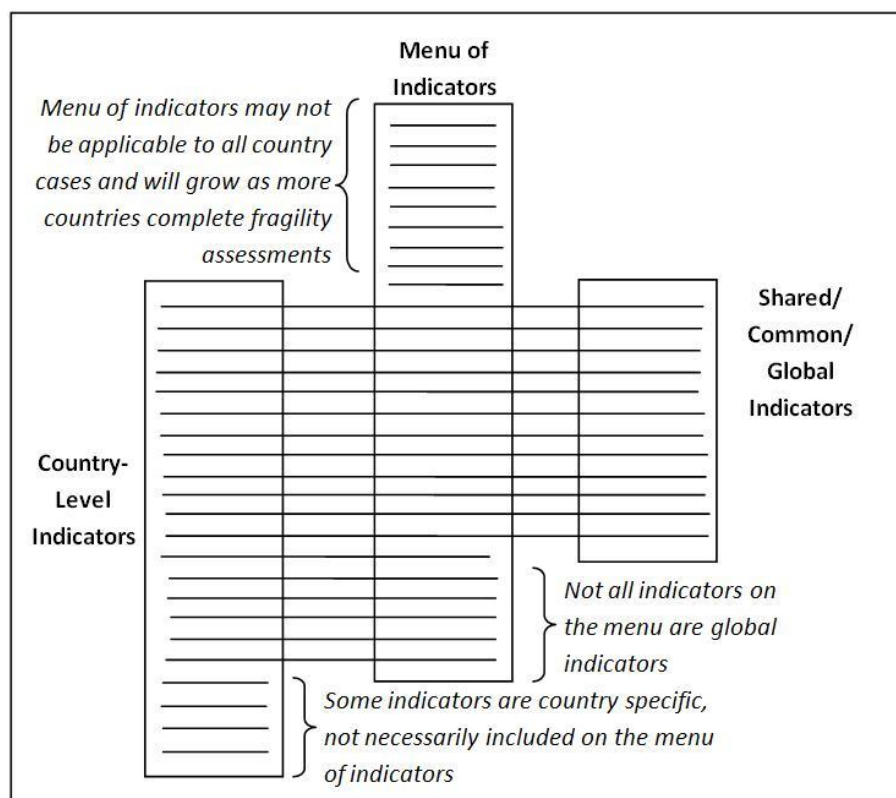 Menu of
Indicators
Menu of indicators may not
be applicable to all country
cases and will grow as more
countries complete fragility
assessments
Shared/
Common/
Global
Indicators
Country-
Level
Indicators
Not all indicators on
the menu are global
indicators
Some indicators are country specific,
not necessarily included on the menu
of indicators